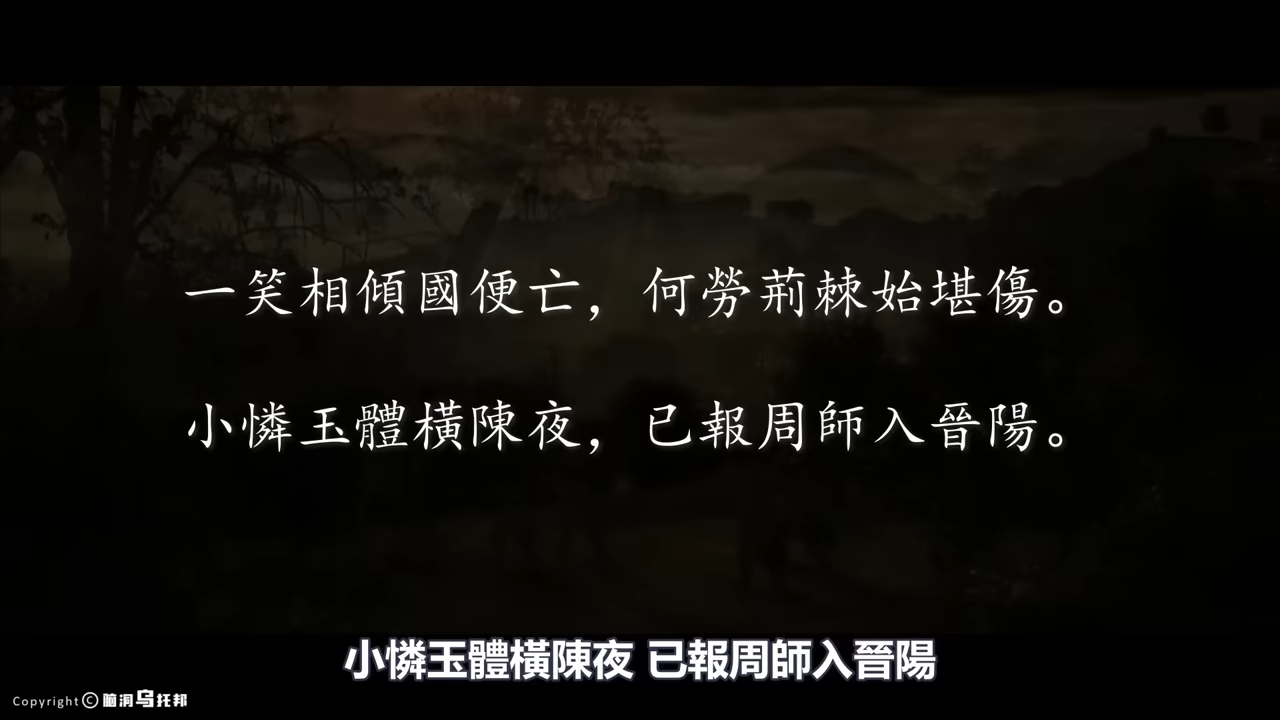 一笑相傾國便亡，何勞荊棘始堪傷。
小憐玉體橫陳夜，已報周師入晉陽。
小憐玉體橫陳夜 已報周師入晉陽
Copyright © 腦洞乌托邦